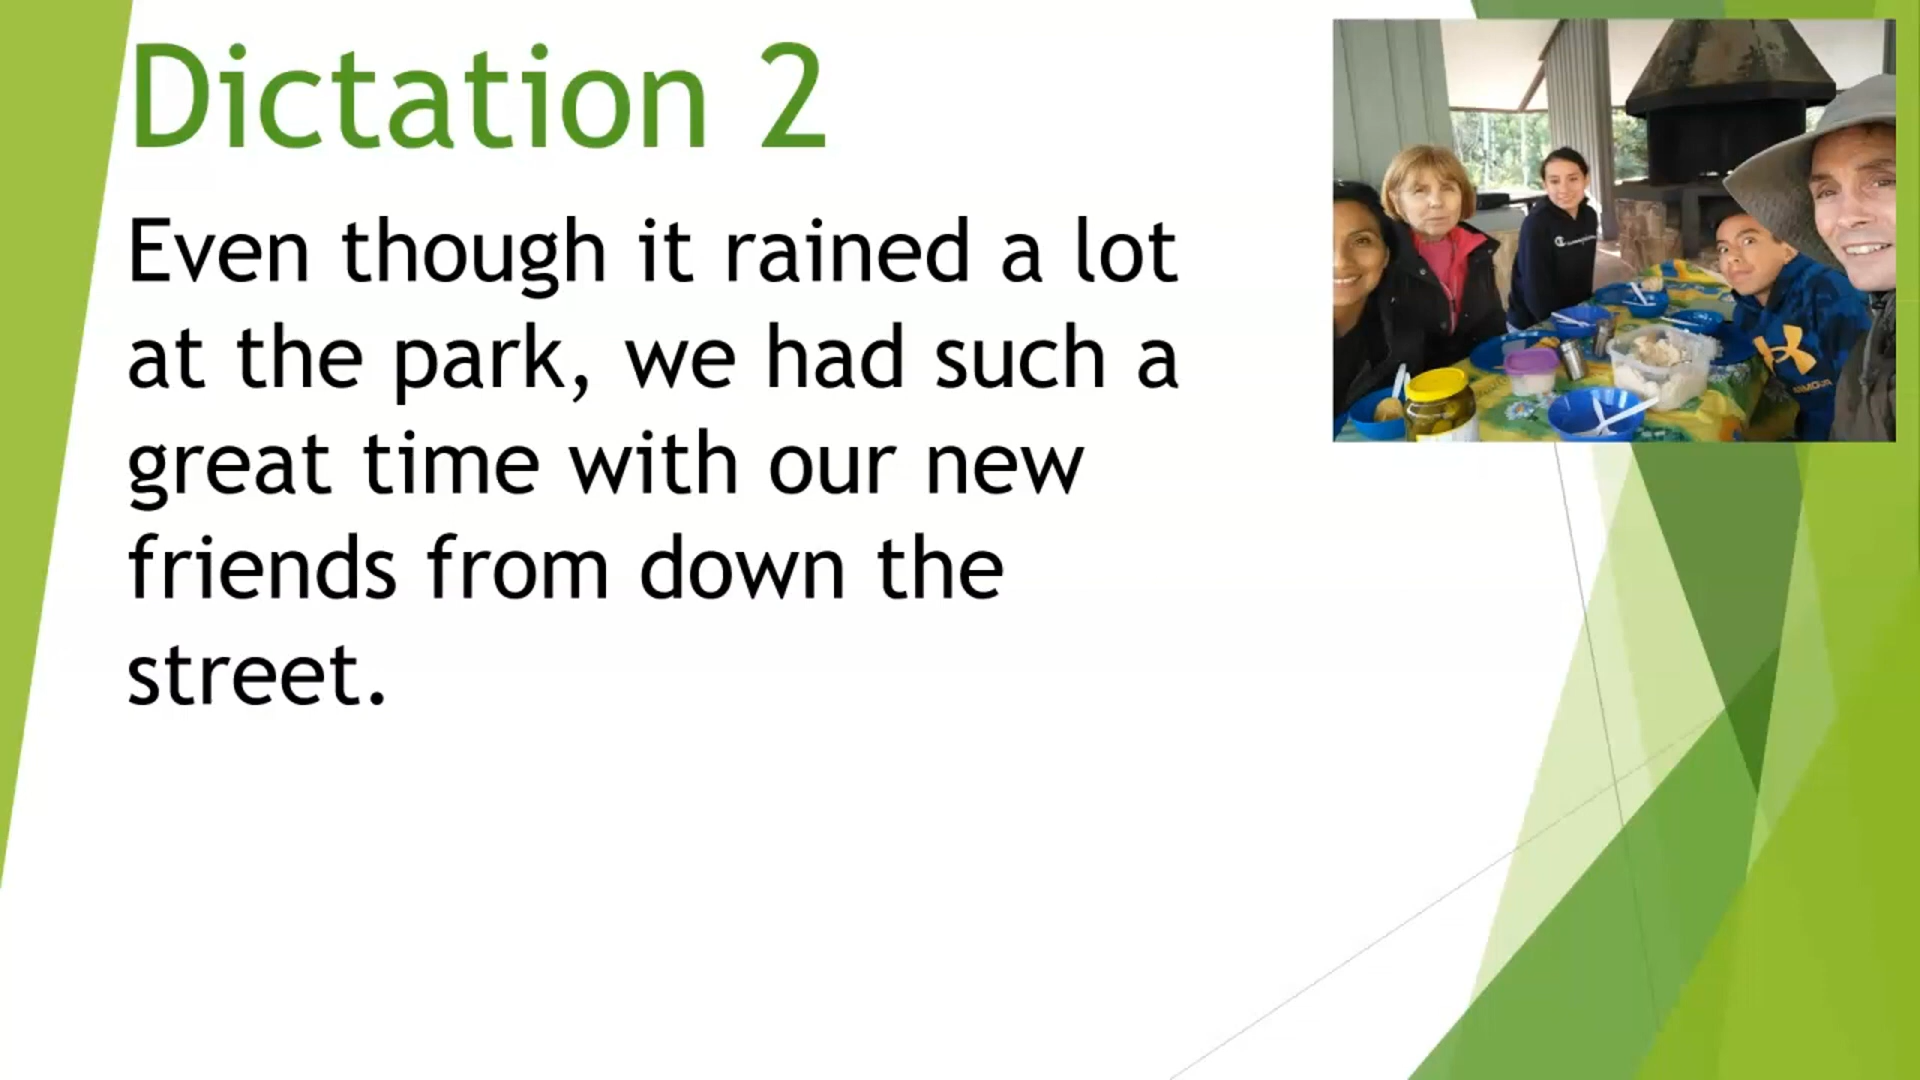 Dictation 2
Even though it rained a lot
at the park, we had such a
great time with our new
friends from down the
street.